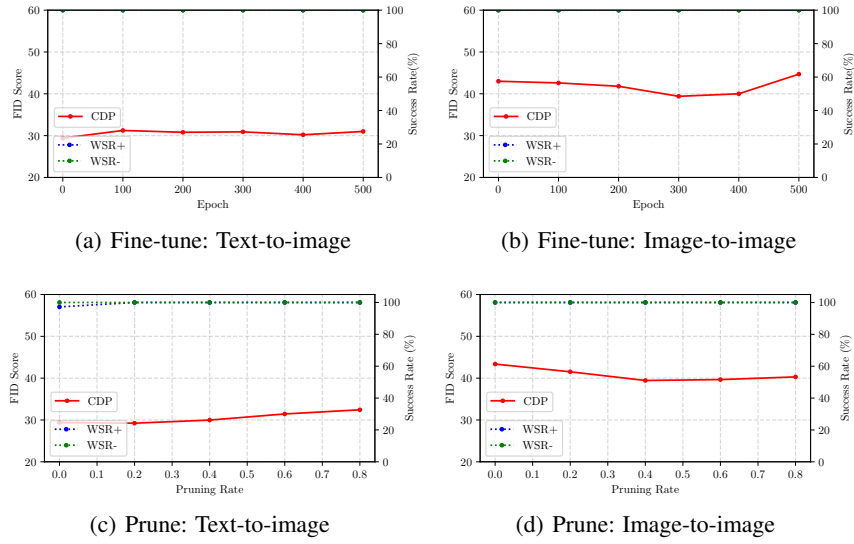 60
50
40
30
20
FID Score
100
80
60
40
20
0
Success Rate(%)
CDP
WSR+
WSR-
0 100 200 300 400 500
Epoch
(a) Fine-tune: Text-to-image
60
50
40
30
20
FID Score
100
80
60
40
20
0
Success Rate(%)
CDP
WSR+
WSR-
0 100 200 300 400 500
Epoch
(b) Fine-tune: Image-to-image
60
50
40
30
20
FID Score
100
80
60
40
20
0
Success Rate (%)
CDP
WSR+
WSR-
0.0 0.1 0.2 0.3 0.4 0.5 0.6 0.7 0.8
Pruning Rate
(c) Prune: Text-to-image
60
50
40
30
20
FID Score
100
80
60
40
20
0
Success Rate (%)
CDP
WSR+
WSR-
0.0 0.1 0.2 0.3 0.4 0.5 0.6 0.7 0.8
Pruning Rate
(d) Prune: Image-to-image